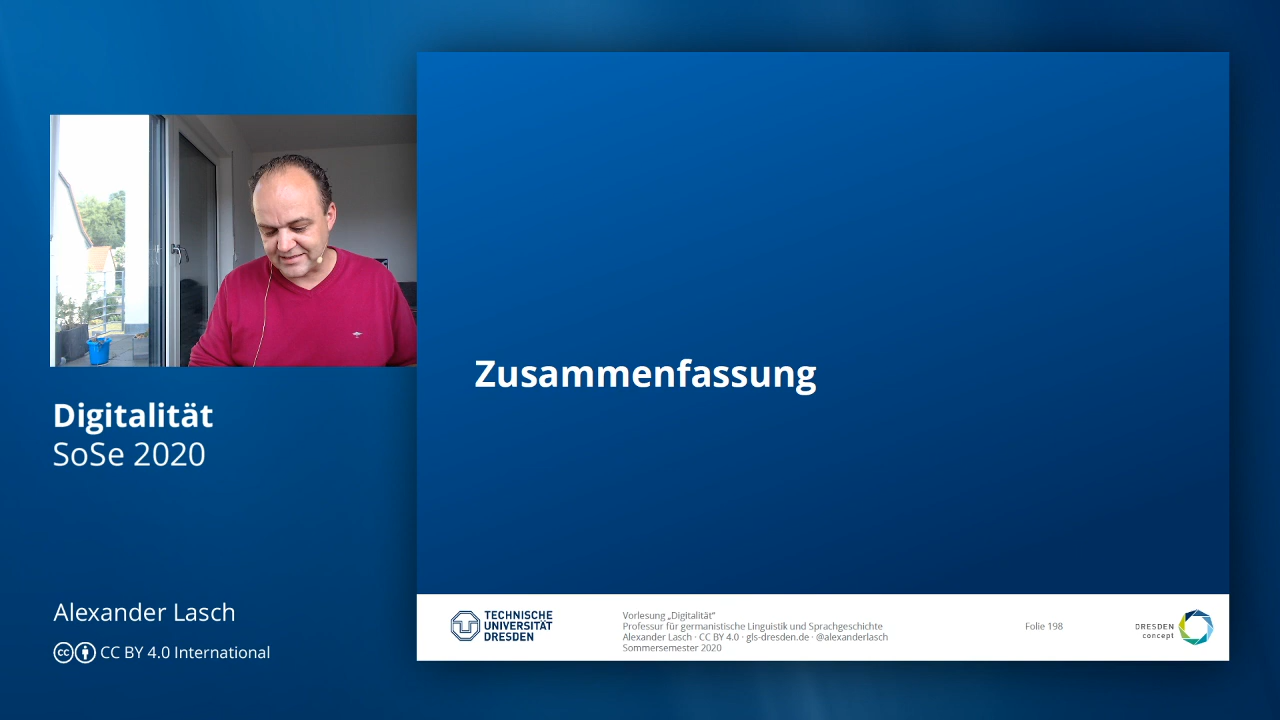 Zusammenfassung
Digitalität
SoSe 2020
Alexander Lasch
CC BY 4.0 International
TECHNISCHE
UNIVERSITÄT
DRESDEN
Vorlesung „Digitalität“
Professur für germanistische Linguistik und Sprachgeschichte
Alexander Lasch · CC BY 4.0 · gls-dresden.de · @alexanderlasch
Sommersemester 2020
Folie 198
DRESDEN
concept